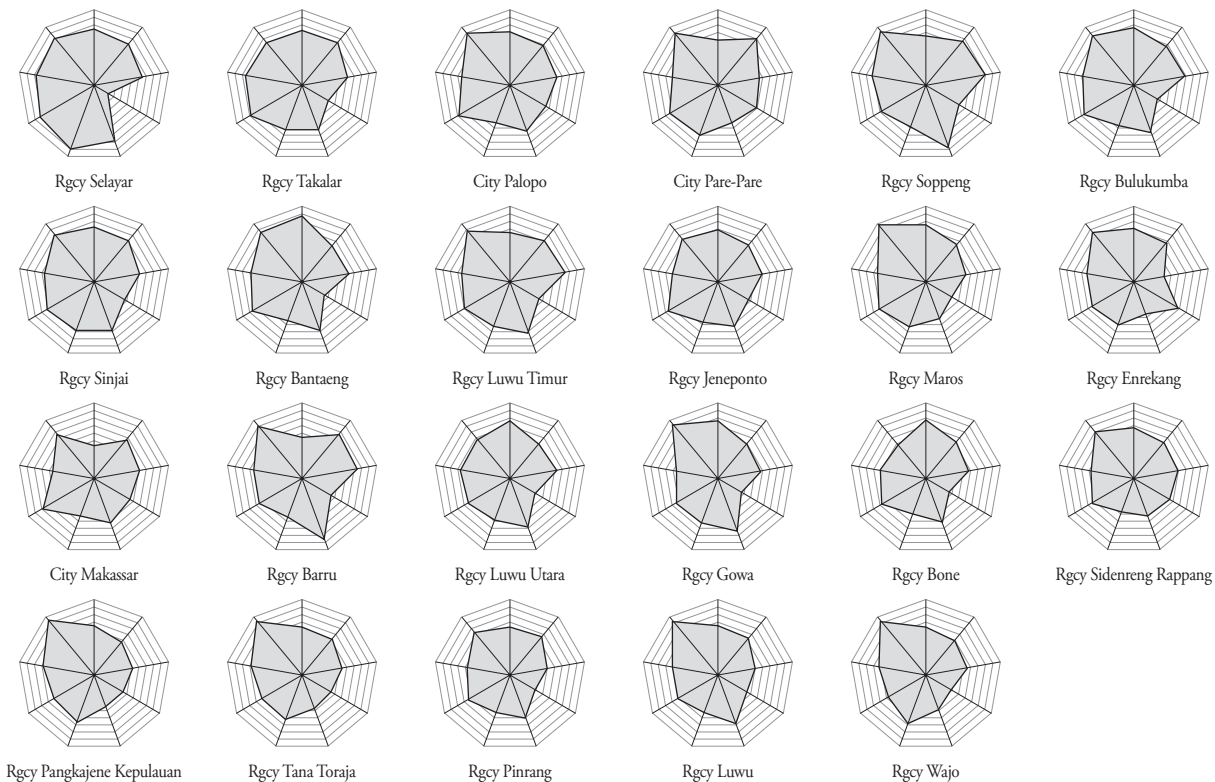 Rgcy Selayar
Rgcy Takalar
City Palopo
City Pare-Pare
Rgcy Soppeng
Rgcy Bulukumba
Rgcy Sinjai
Rgcy Bantaeng
Rgcy Luwu Timur
Rgcy Jeneponto
Rgcy Maros
Rgcy Enrekang
City Makassar
Rgcy Barru
Rgcy Luwu Utara
Rgcy Gowa
Rgcy Bone
Rgcy Sidenreng Rappang
Rgcy Pangkajene Kepulauan
Rgcy Tana Toraja
Rgcy Pinrang
Rgcy Luwu
Rgcy Wajo